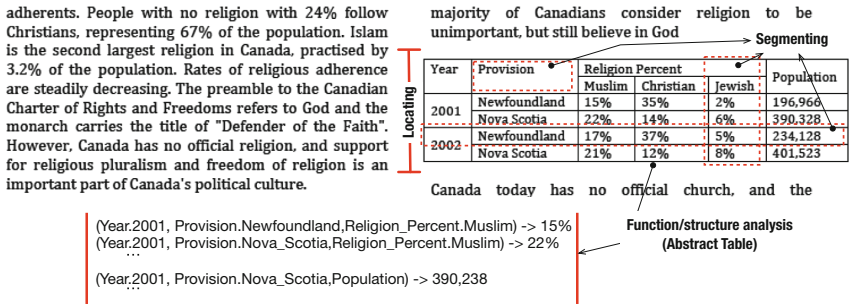 adherents. People with no religion with 24% follow
Christians, representing 67% of the population. Islam
is the second largest religion in Canada, practised by
3.2% of the population. Rates of religious adherence
are steadily decreasing. The preamble to the Canadian
Charter of Rights and Freedoms refers to God and the
monarch carries the title of "Defender of the Faith".
However, Canada has no official religion, and support
for religious pluralism and freedom of religion is an
important part of Canada's political culture.
majority of Canadians consider religion to be
unimportant, but still believe in God
Segmenting
Locating
Year Provision Religion Percent Population
Muslim Christian Jewish
2001 Newfoundland 15% 35% 2% 196,966
Nova Scotia 22% 14% 6% 390,328
2002 Newfoundland 17% 37% 5% 234,128
Nova Scotia 21% 12% 8% 401,523
Canada today has no official church, and the
Function/structure analysis
(Abstract Table)
(Year.2001, Provision.Newfoundland,Religion_Percent.Muslim) -> 15%
(Year.2001, Provision.Nova_Scotia,Religion_Percent.Muslim) -> 22%
...
(Year.2001, Provision.Nova_Scotia,Population) -> 390,238
...